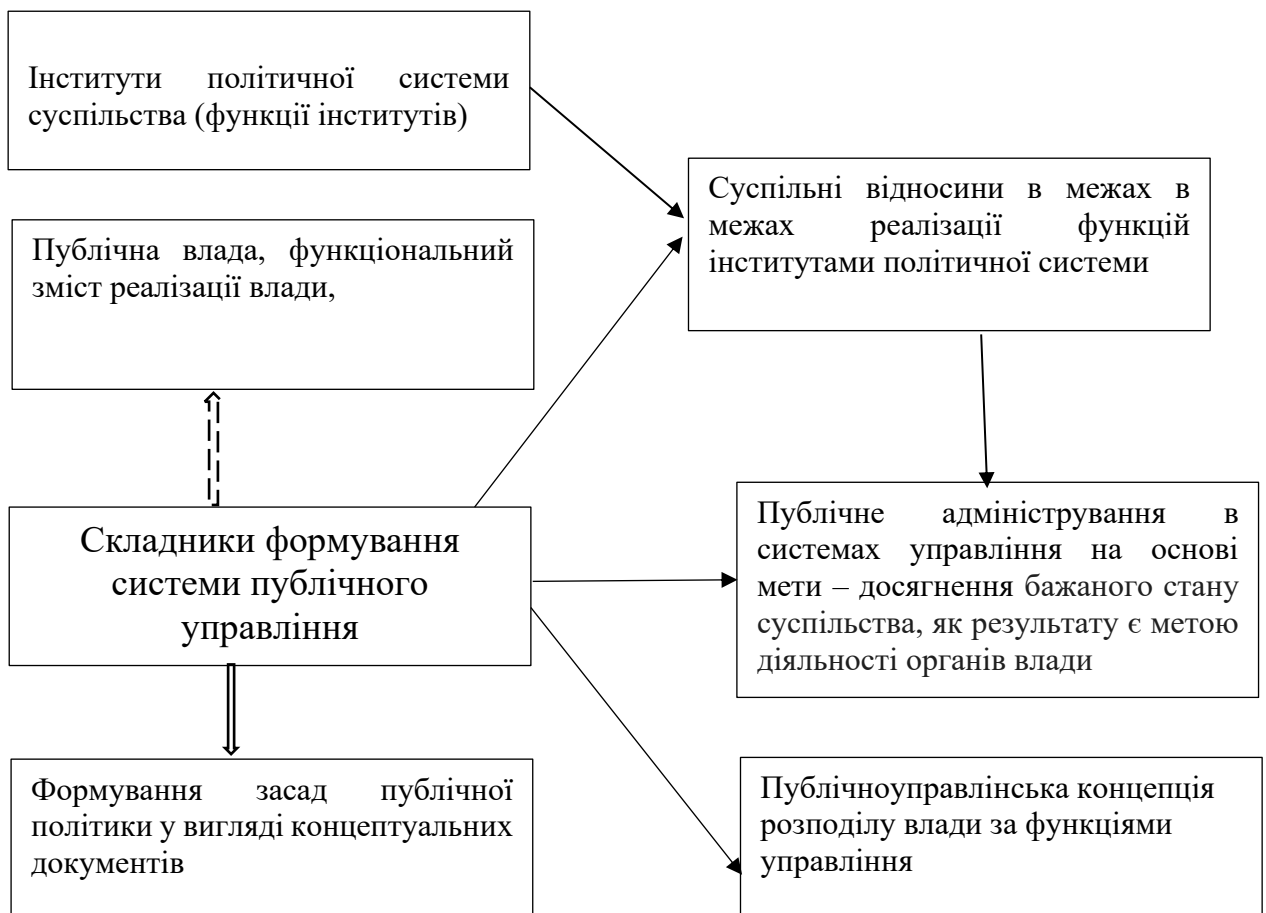 Інститути політичної системи
суспільства (функції інститутів)
Публічна влада, функціональний
зміст реалізації влади,
Складники формування
системи публічного
управління
Формування засад публічної
політики у вигляді концептуальних
документів
Суспільні відносини в межах в
межах реалізації функцій
інститутами політичної системи
Публічне адміністрування в
системах управління на основі
мети – досягнення бажаного стану
суспільства, як результату є метою
діяльності органів влади
Публічноуправлінська концепція
розподілу влади за функціями
управління